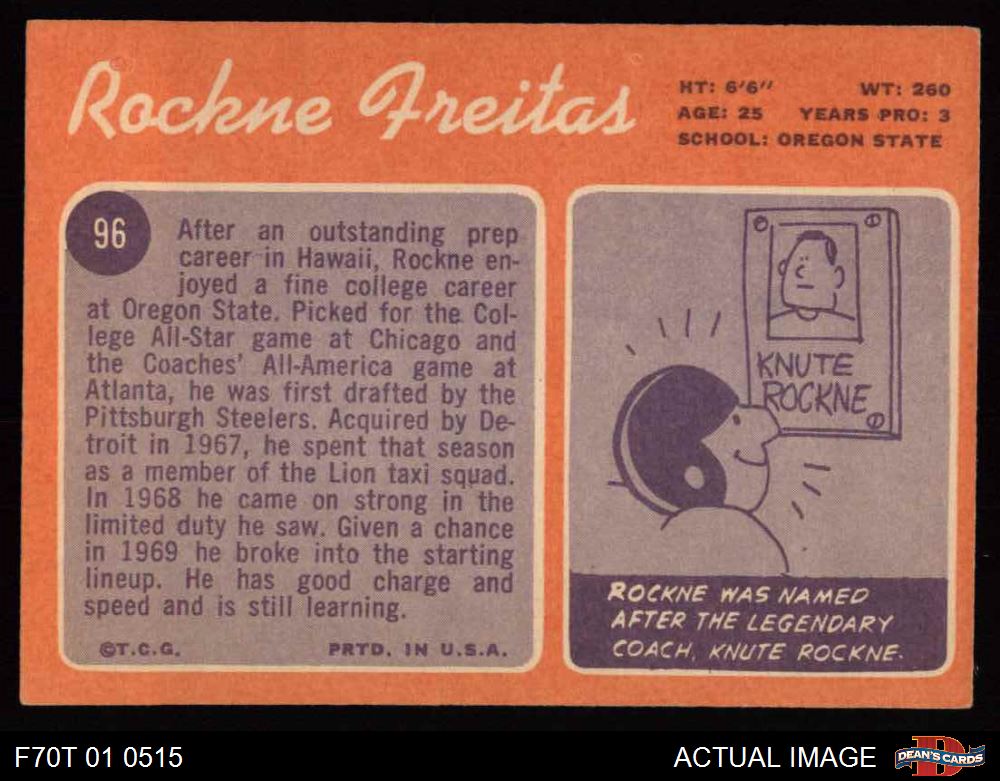 Rockne Freitas
HT: 6'6" WT: 260
AGE: 25 YEARS PRO: 3
SCHOOL: OREGON STATE
96
After an outstanding prep
career in Hawaii, Rockne en-
joyed a fine college career
at Oregon State. Picked for the Col-
lege All-Star game at Chicago and
the Coaches' All-America game at
Atlanta, he was first drafted by the
Pittsburgh Steelers. Acquired by De-
troit in 1967, he spent that season
as a member of the Lion taxi squad.
In 1968 he came on strong in the
limited duty he saw. Given a chance
in 1969 he broke into the starting
lineup. He has good charge and
speed and is still learning.
©T.C.G. PRTD. IN U.S.A.
KNUTE
ROCKNE
ROCKNE WAS NAMED
AFTER THE LEGENDARY
COACH, KNUTE ROCKNE.
F70T 01 0515
ACTUAL IMAGE
D
DEAN'S CARDS